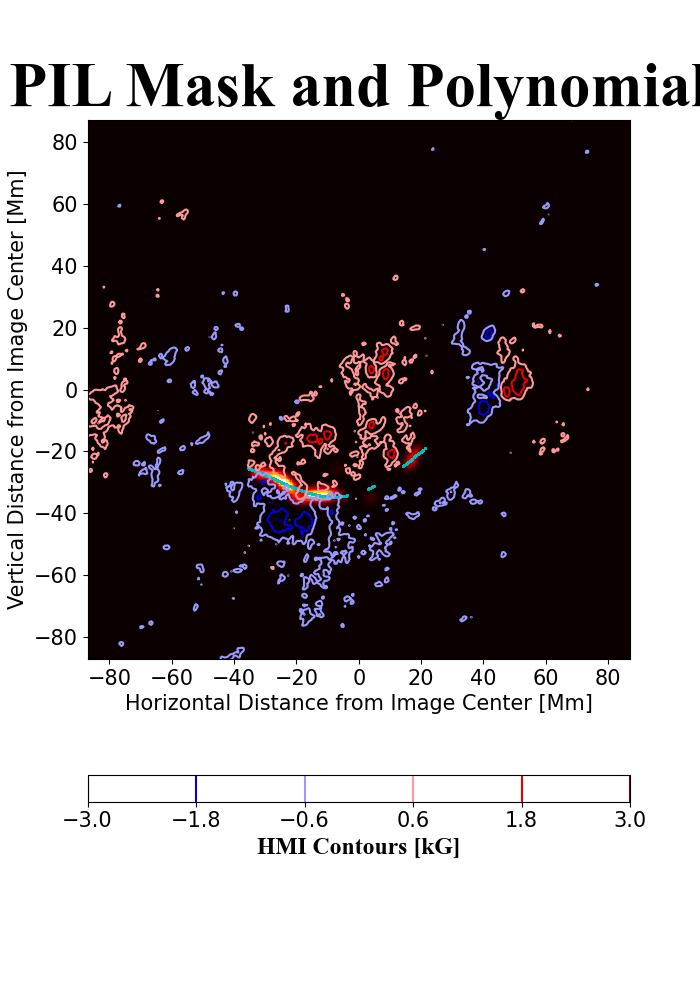 PIL Mask and Polynomial
Vertical Distance from Image Center [Mm]
80
60
40
20
0
−20
−40
−60
−80
−80 −60 −40 −20 0 20 40 60 80
Horizontal Distance from Image Center [Mm]
−3.0 −1.8 −0.6 0.6 1.8 3.0
HMI Contours [kG]